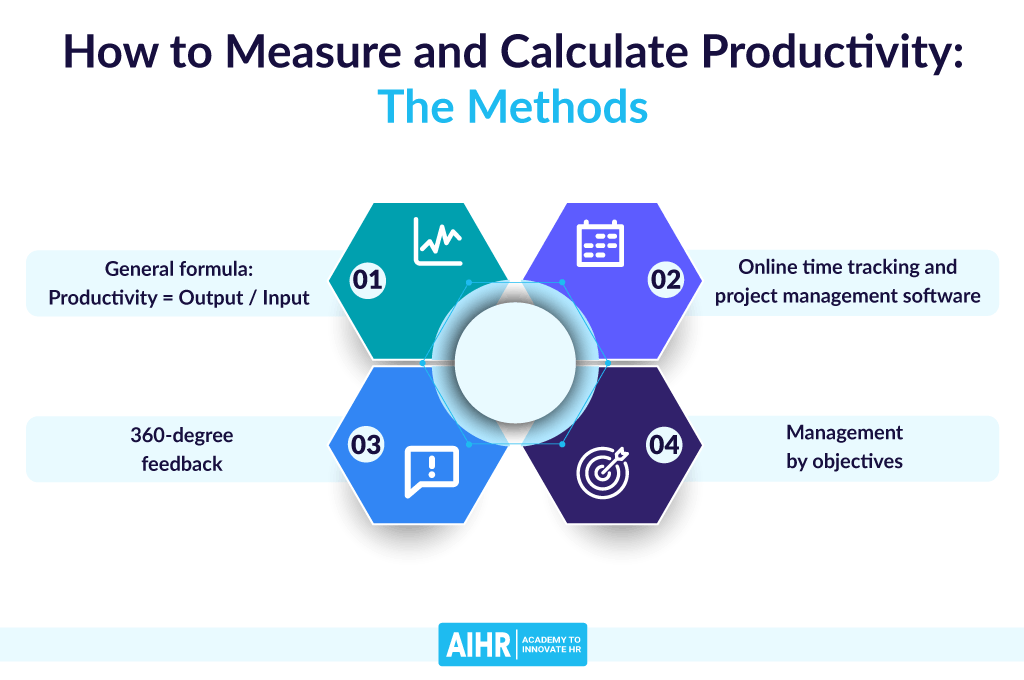 How to Measure and Calculate Productivity:
The Methods
01
General formula:
Productivity = Output / Input
02
Online time tracking and
project management software
03
360-degree
feedback
04
Management
by objectives
AIHR
ACADEMY TO
INNOVATE HR